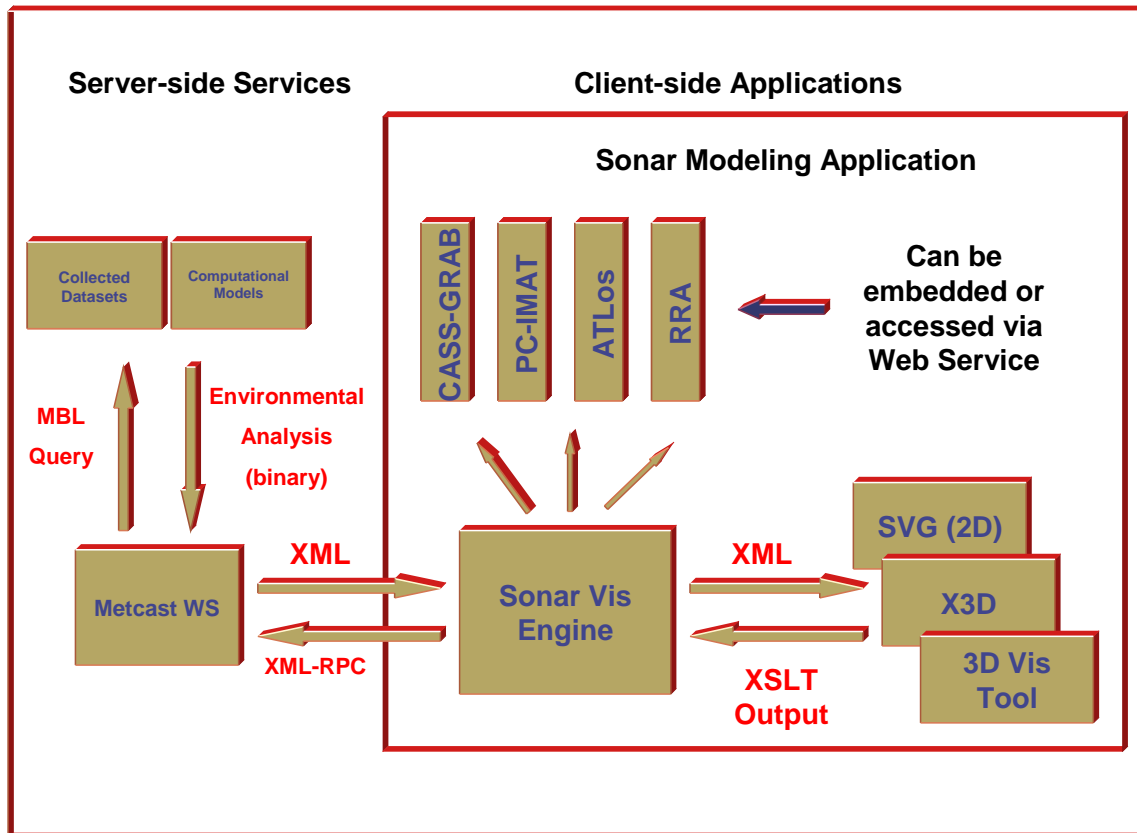 Server-side Services
Client-side Applications
Sonar Modeling Application
Collected
Datasets
Computational
Models
CASS-GRAB
PC-IMAT
ATLos
RRA
Can be
embedded or
accessed via
Web Service
MBL
Query
Environmental
Analysis
(binary)
Metcast WS
XML
XML-RPC
Sonar Vis
Engine
XML
XSLT
Output
SVG (2D)
X3D
3D Vis
Tool